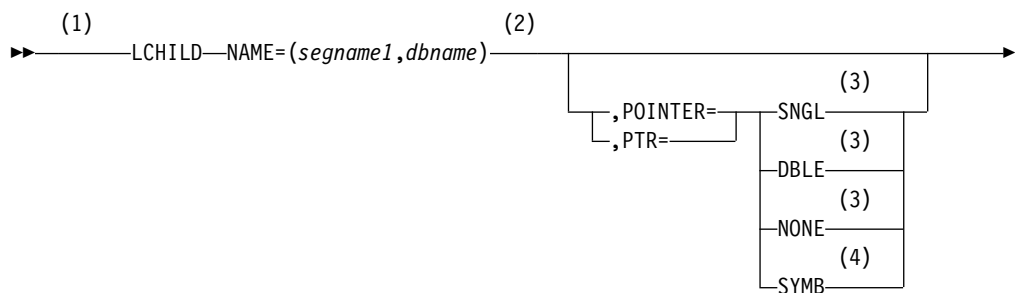 (1) (2)
LCHILD NAME=(segname1,dbname)
(3)
,POINTER= SNGL
(3)
,PTR=
DBLE
(3)
NONE
(4)
SYMB